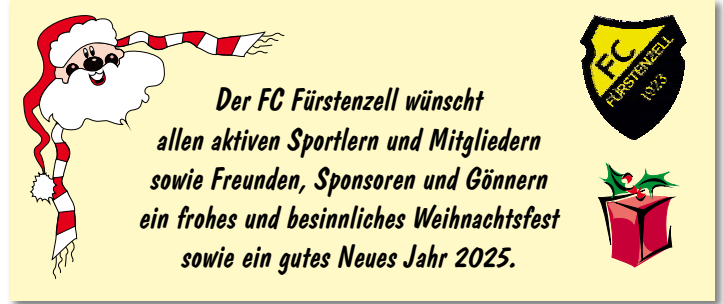 FC
FÜRSTENZELL
1923
Der FC Fürstenzell wünscht
allen aktiven Sportlern und Mitgliedern
sowie Freunden, Sponsoren und Gönnern
ein frohes und besinnliches Weihnachtsfest
sowie ein gutes Neues Jahr 2025.